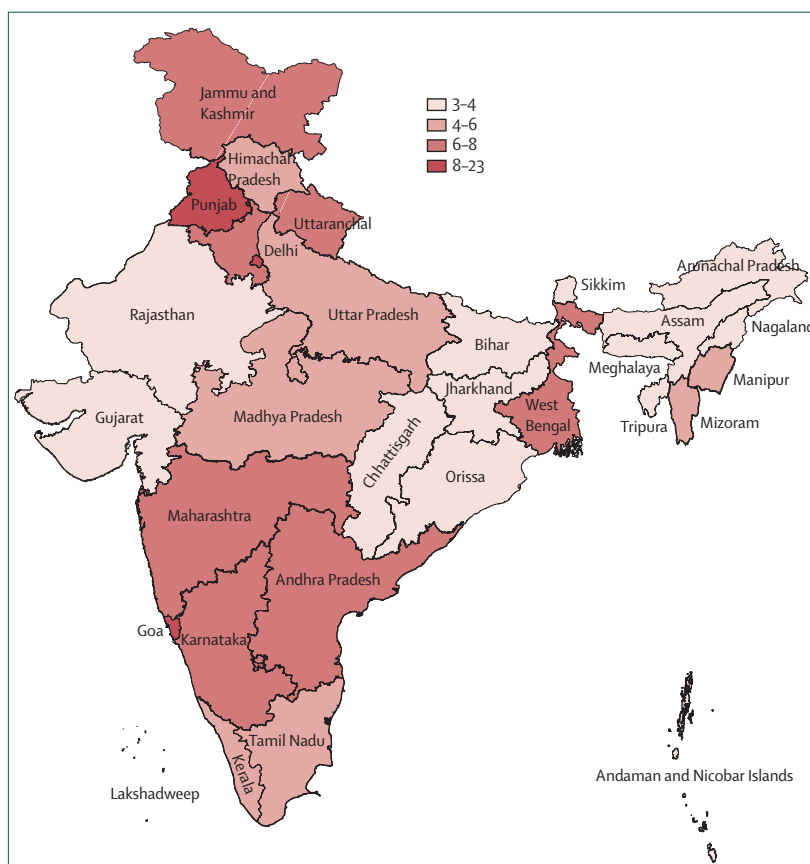 Jammu and
Kashmir
3–4
4–6
6–8
8–23
Himachal
Pradesh
Punjab
Uttaranchal
Delhi
Sikkim
Arunachal Pradesh
Rajasthan
Uttar Pradesh
Assam
Nagaland
Bihar
Meghalaya
Jharkhand
Manipur
Gujarat
Madhya Pradesh
West
Bengal
Tripura
Mizoram
Chhattisgarh
Orissa
Maharashtra
Andhra Pradesh
Goa
Karnataka
Tamil Nadu
Kerala
Lakshadweep
Andaman and Nicobar Islands